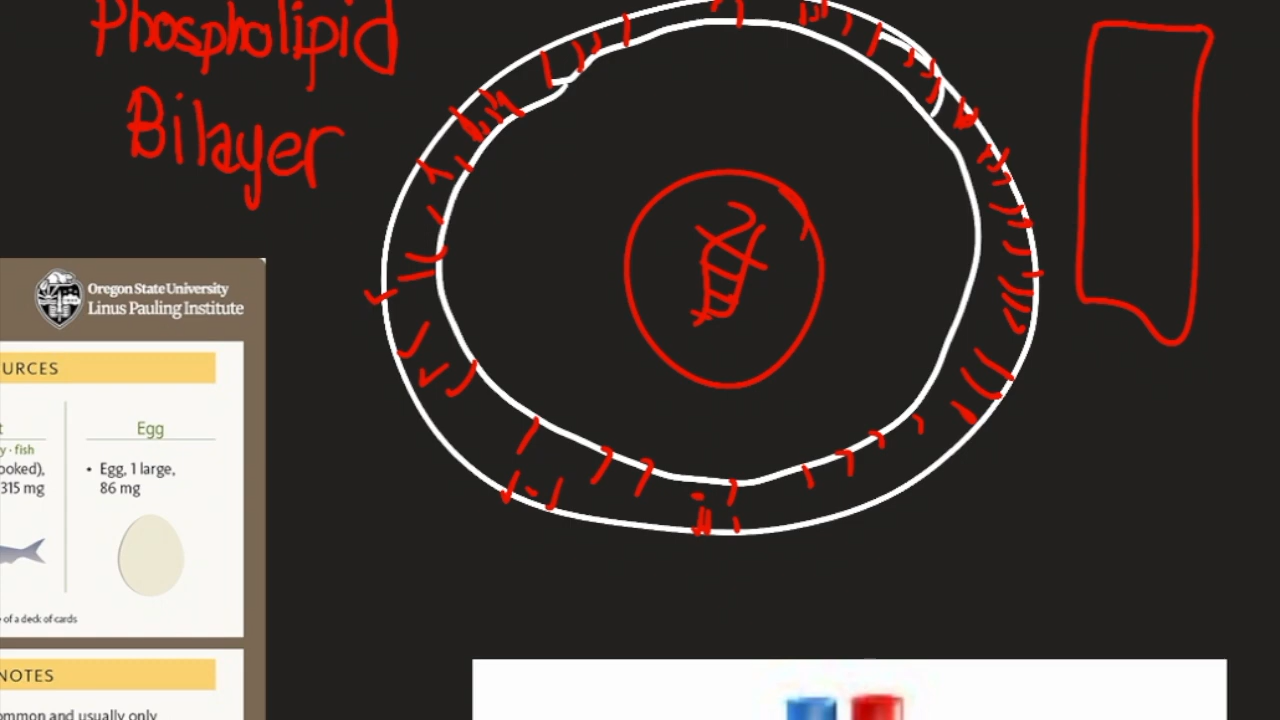 Phospholipid
Bilayer
Oregon State University
Linus Pauling Institute
URCES
Egg
y · fish
ooked),
315 mg
• Egg, 1 large,
86 mg
of a deck of cards
NOTES
mmon and usually only